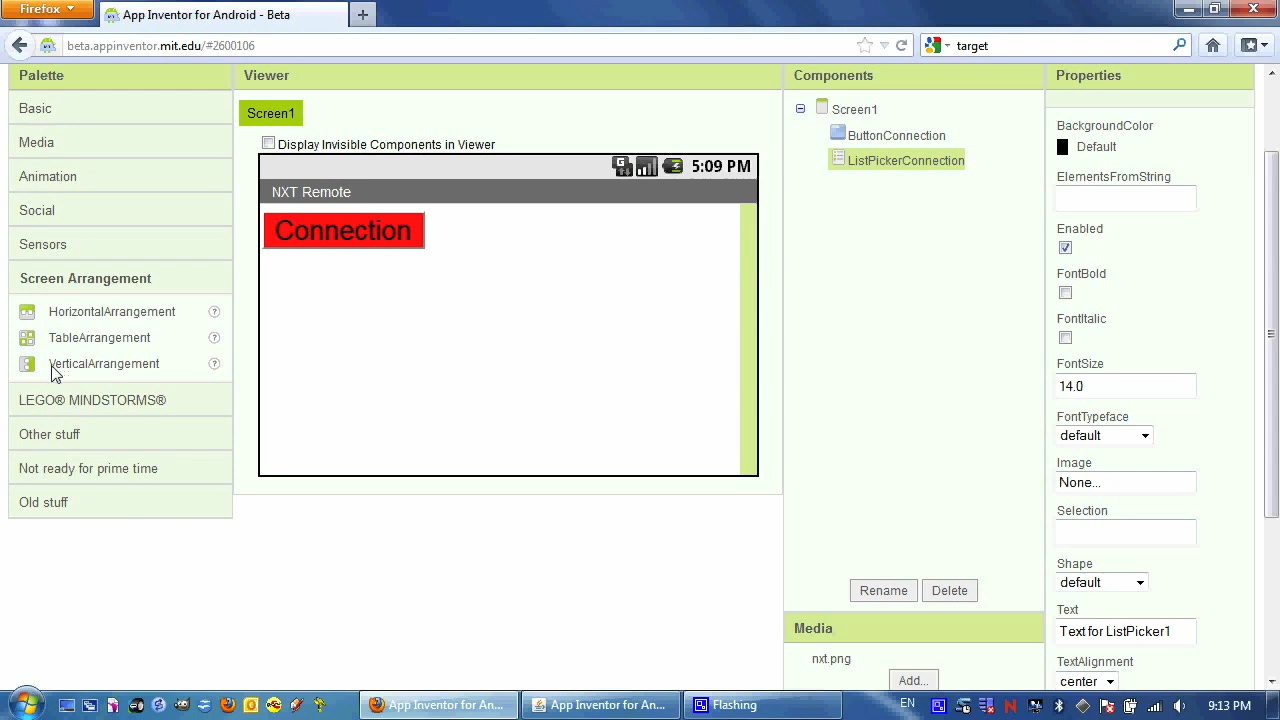 Firefox
App Inventor for Android - Beta
beta.appinventor.mit.edu/#2600106
target
Palette
Basic
Media
Animation
Social
Sensors
Screen Arrangement
HorizontalArrangement ?
TableArrangement ?
VerticalArrangement ?
LEGO® MINDSTORMS®
Other stuff
Not ready for prime time
Old stuff
Viewer
Screen1
Display Invisible Components in Viewer
5:09 PM
NXT Remote
Connection
Components
Screen1
ButtonConnection
ListPickerConnection
Rename Delete
Media
nxt.png
Add...
Properties
BackgroundColor
Default
ElementsFromString
Enabled
FontBold
FontItalic
FontSize
14.0
FontTypeface
default
Image
None...
Selection
Shape
default
Text
Text for ListPicker1
TextAlignment
center
App Inventor for An... App Inventor for An... Flashing EN 9:13 PM